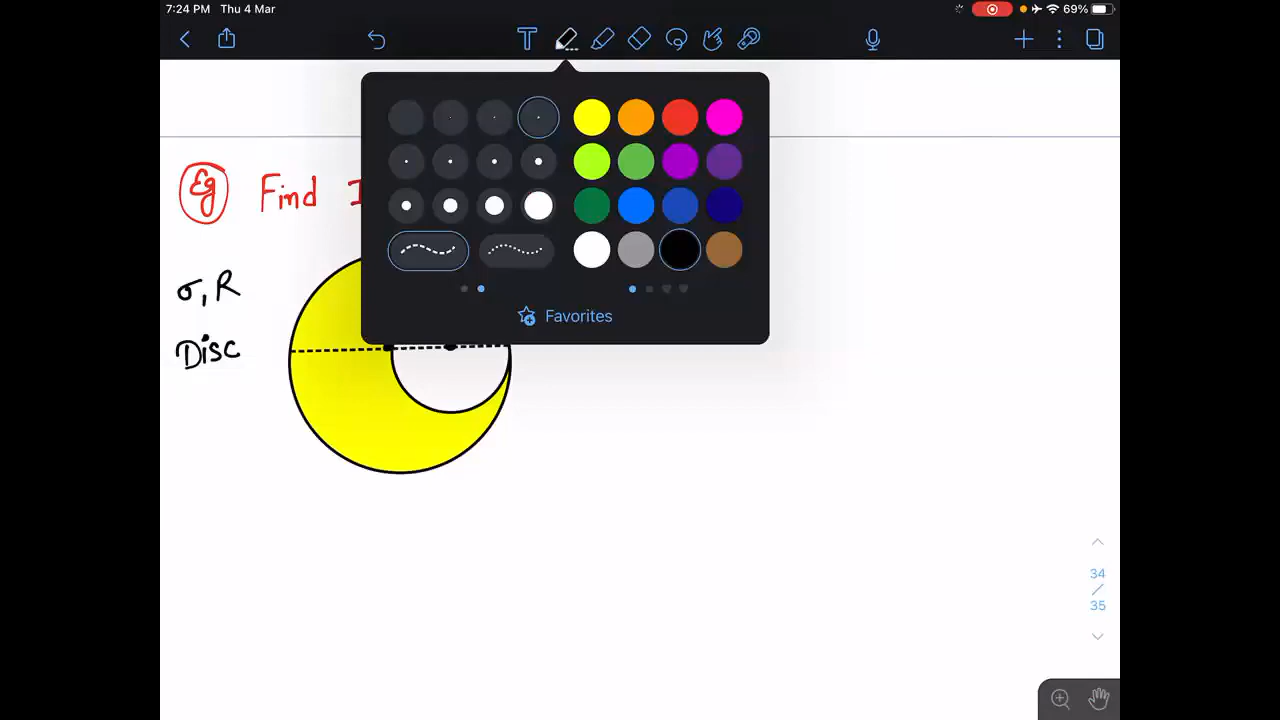 7:24 PM Thu 4 Mar
69%
T
Eg Find I
σ, R
Disc
Favorites
34
/
35